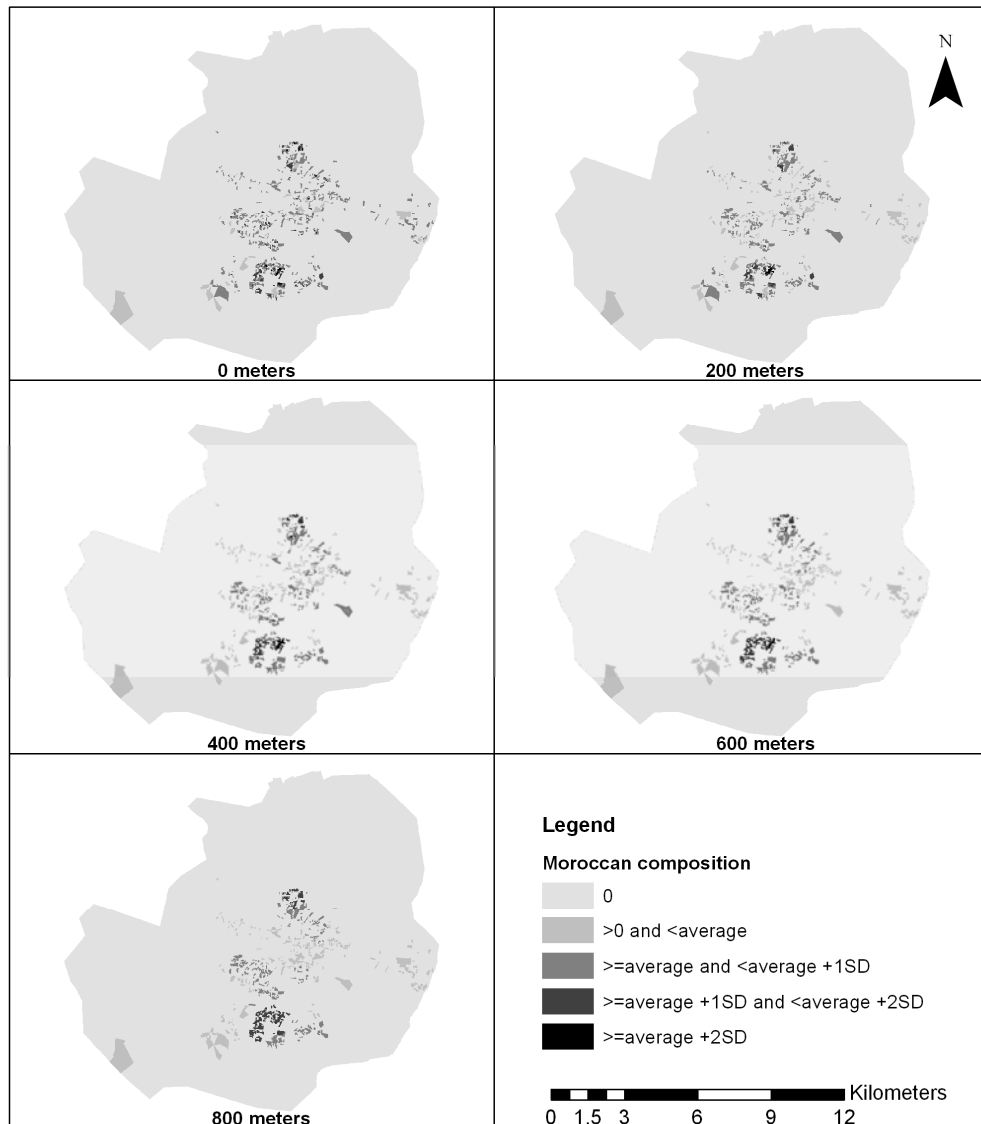 N
0 meters
200 meters
400 meters
600 meters
800 meters
Legend
Moroccan composition
0
>0 and <average
>=average and <average +1SD
>=average +1SD and <average +2SD
>=average +2SD
Kilometers
0 1.5 3 6 9 12